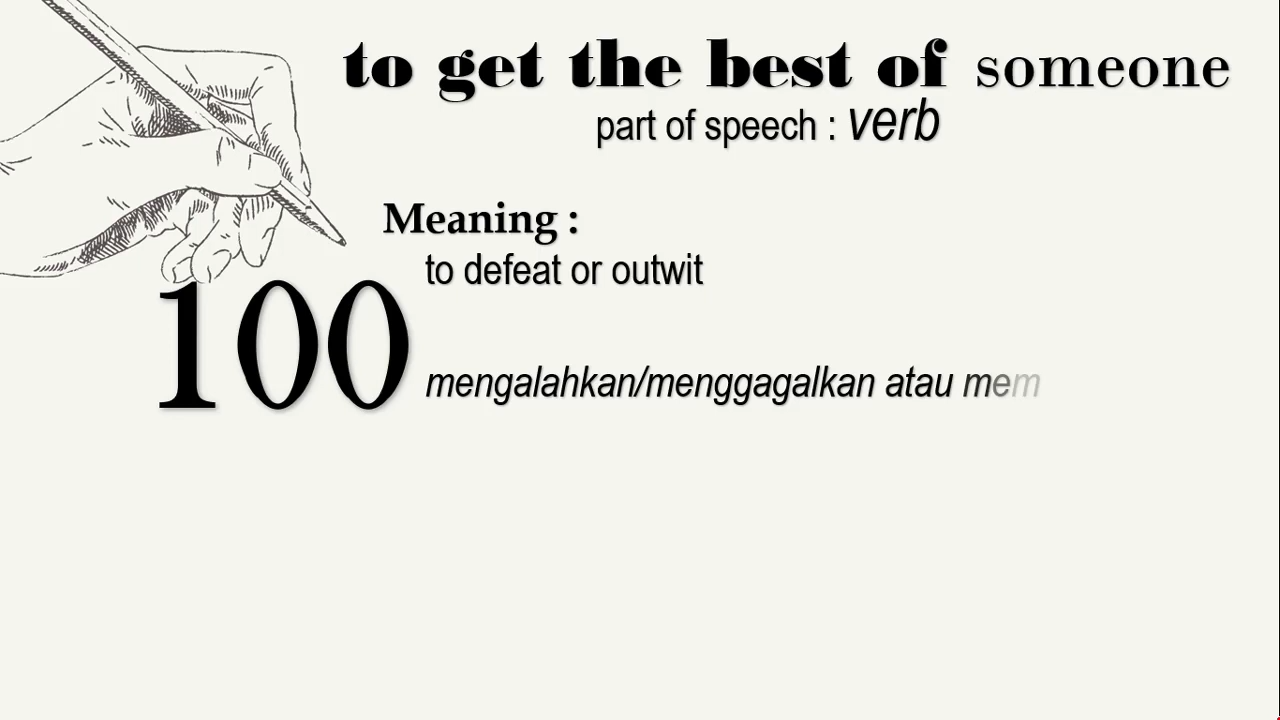 to get the best of someone
part of speech : verb
Meaning :
to defeat or outwit
100
mengalahkan/menggagalkan atau mem